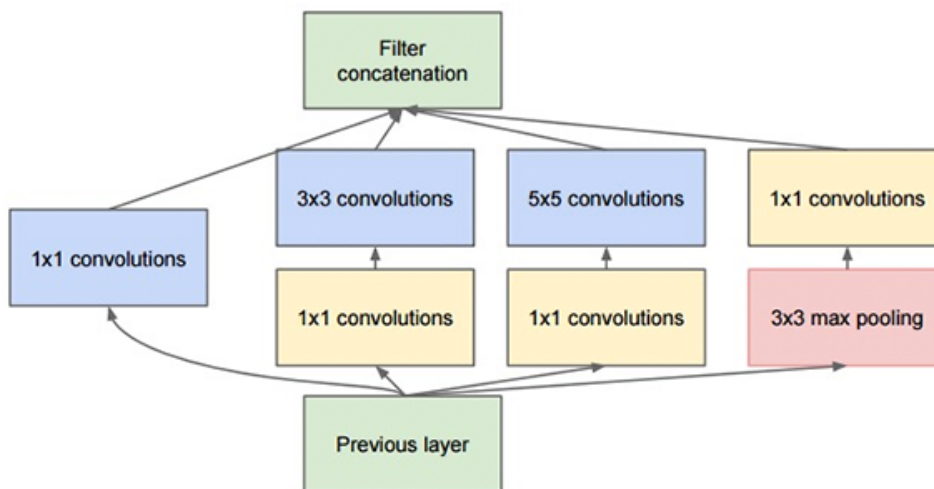 Filter
concatenation
3x3 convolutions
5x5 convolutions
1x1 convolutions
1x1 convolutions
1x1 convolutions
1x1 convolutions
3x3 max pooling
Previous layer